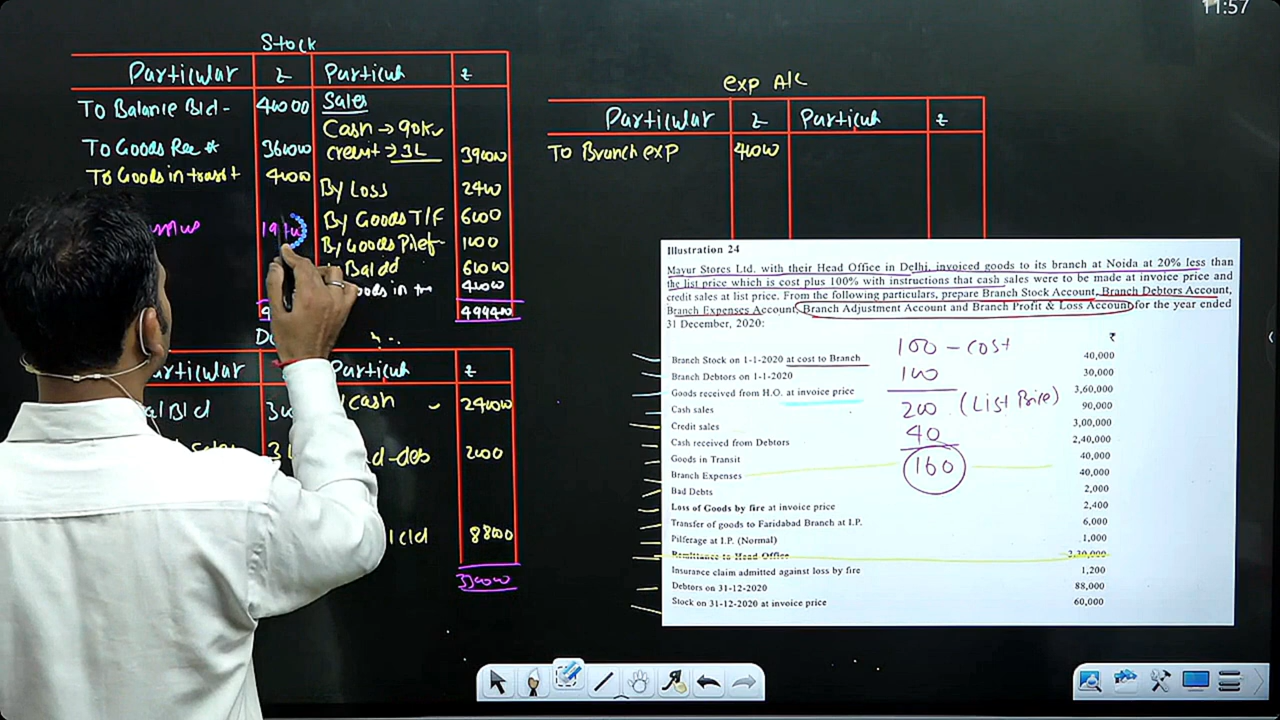 11:57
Stock
Particular ₹ Particuh ₹
To Balance Bld- 40000 Sales
Cash → 90k
To Goods Rec 360000 credit → 3L 390000
To Goods in transit 40000 By Loss 2400
By Goods T/F 6000
By Goods Pilef 1000
Bal 60000
40000
499400
₹
cash - 240000
2000
88000
330000
exp A/c
Particular ₹ Particuh ₹
To Branch exp 40000
Illustration 24
Mayur Stores Ltd. with their Head Office in Delhi, invoiced goods to its branch at Noida at 20% less than
the list price which is cost plus 100% with instructions that cash sales were to be made at invoice price and
credit sales at list price. From the following particulars, prepare Branch Stock Account, Branch Debtors Account,
Branch Expenses Account, Branch Adjustment Account and Branch Profit & Loss Account for the year ended
31 December, 2020:
₹
Branch Stock on 1-1-2020 at cost to Branch 40,000
Branch Debtors on 1-1-2020 30,000
Goods received from H.O. at invoice price 3,60,000
Cash sales 90,000
Credit sales 3,00,000
Cash received from Debtors 2,40,000
Goods in Transit 40,000
Branch Expenses 40,000
Bad Debts 2,000
Loss of Goods by fire at invoice price 2,400
Transfer of goods to Faridabad Branch at I.P. 6,000
Pilferage at I.P. (Normal) 1,000
Remittance to Head Office 3,30,000
Insurance claim admitted against loss by fire 1,200
Debtors on 31-12-2020 88,000
Stock on 31-12-2020 at invoice price 60,000
100 - cost
100
200 (List Price)
40
160